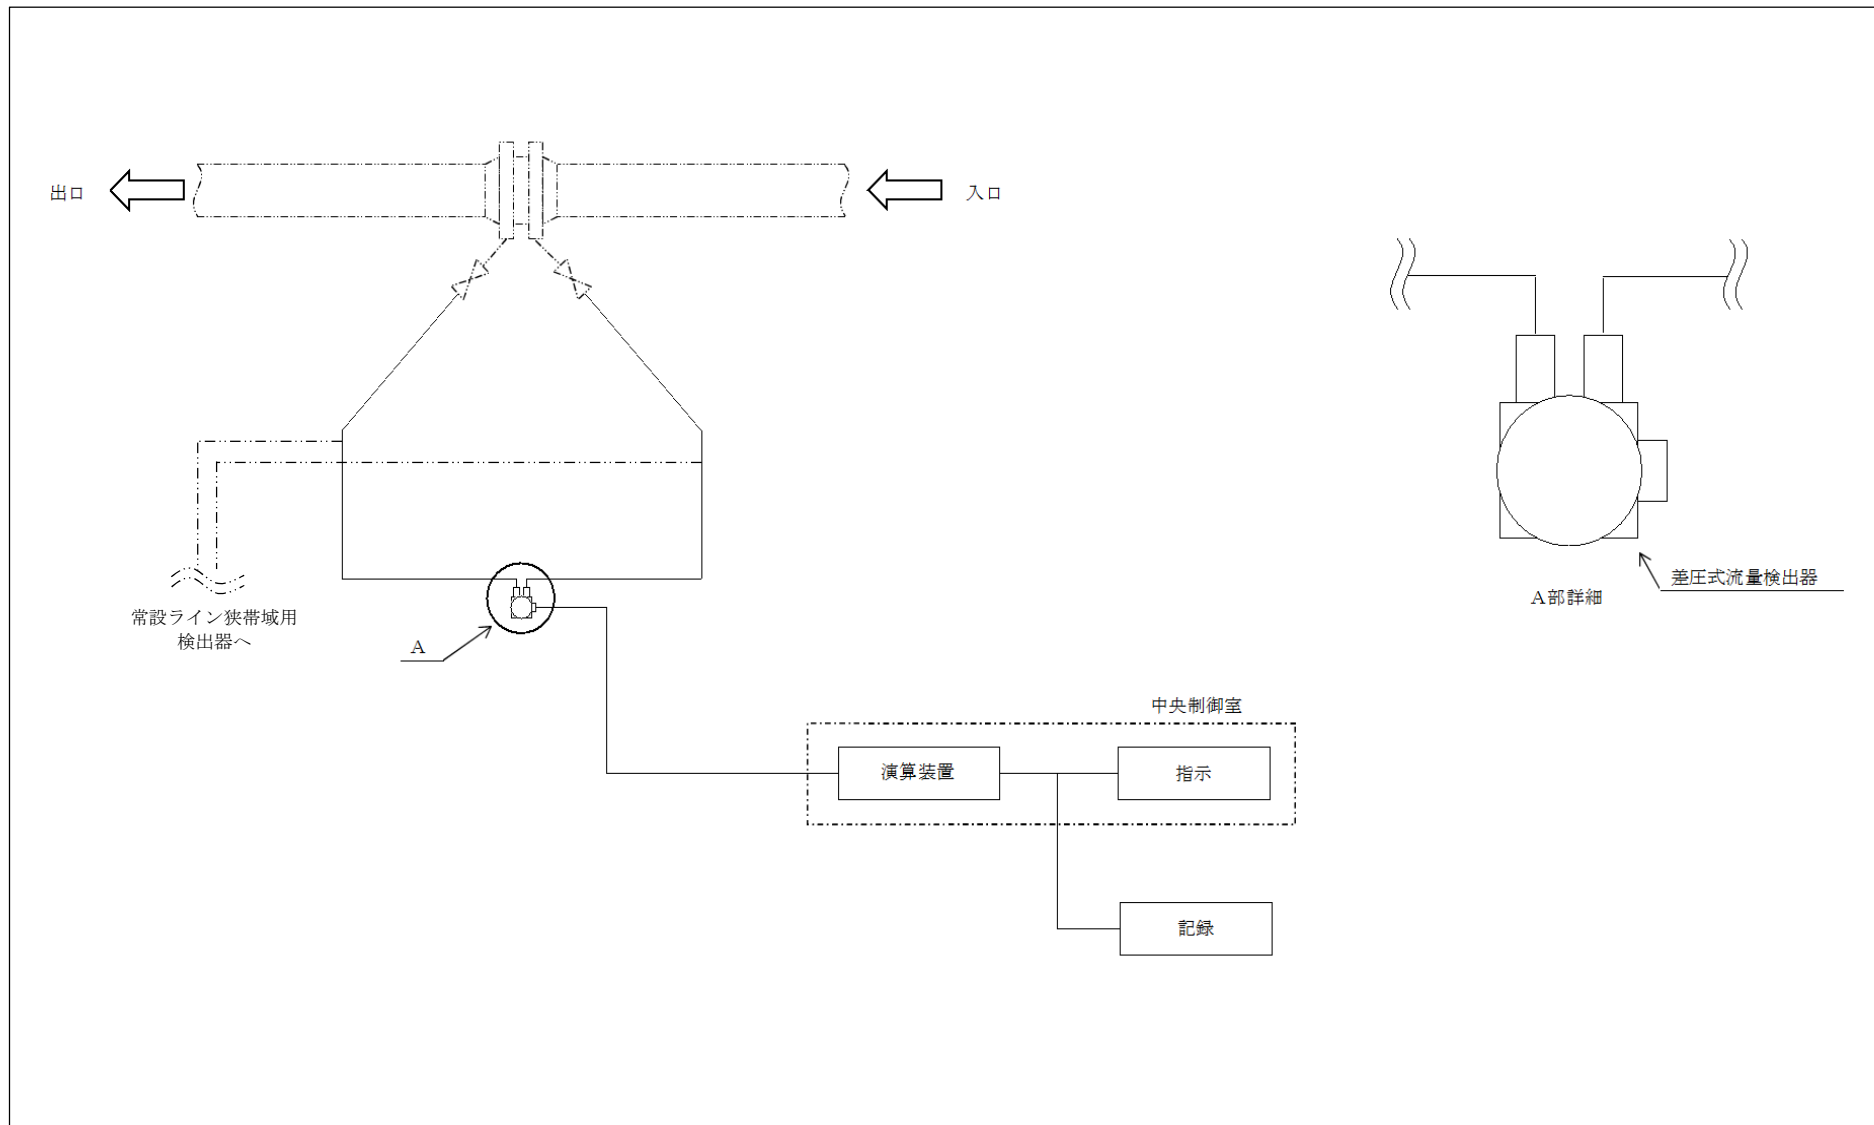 出口
入口
常設ライン狭帯域用
検出器へ
A
差圧式流量検出器
A部詳細
中央制御室
演算装置
指示
記録